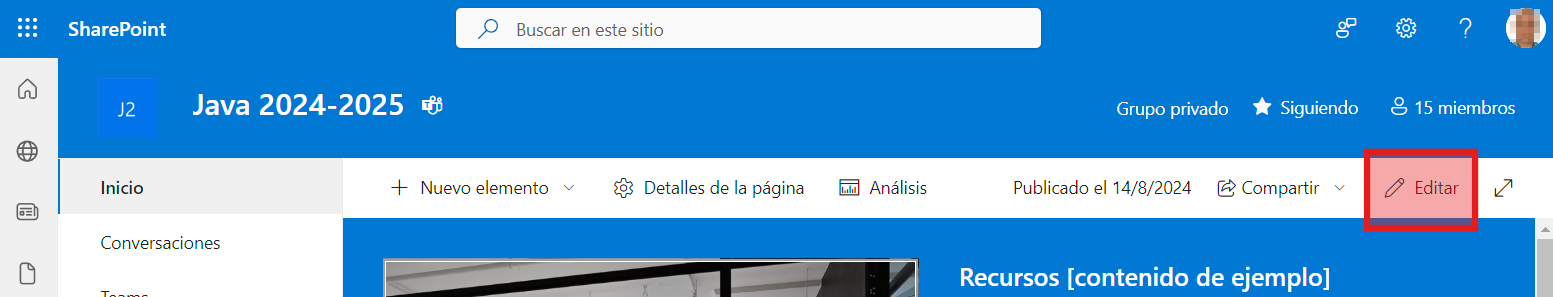 SharePoint
Buscar en este sitio
?
J2
Java 2024-2025
Grupo privado
Siguiendo
15 miembros
Inicio
Nuevo elemento
Detalles de la página
Análisis
Publicado el 14/8/2024
Compartir
Editar
Conversaciones
Teams
Recursos [contenido de ejemplo]